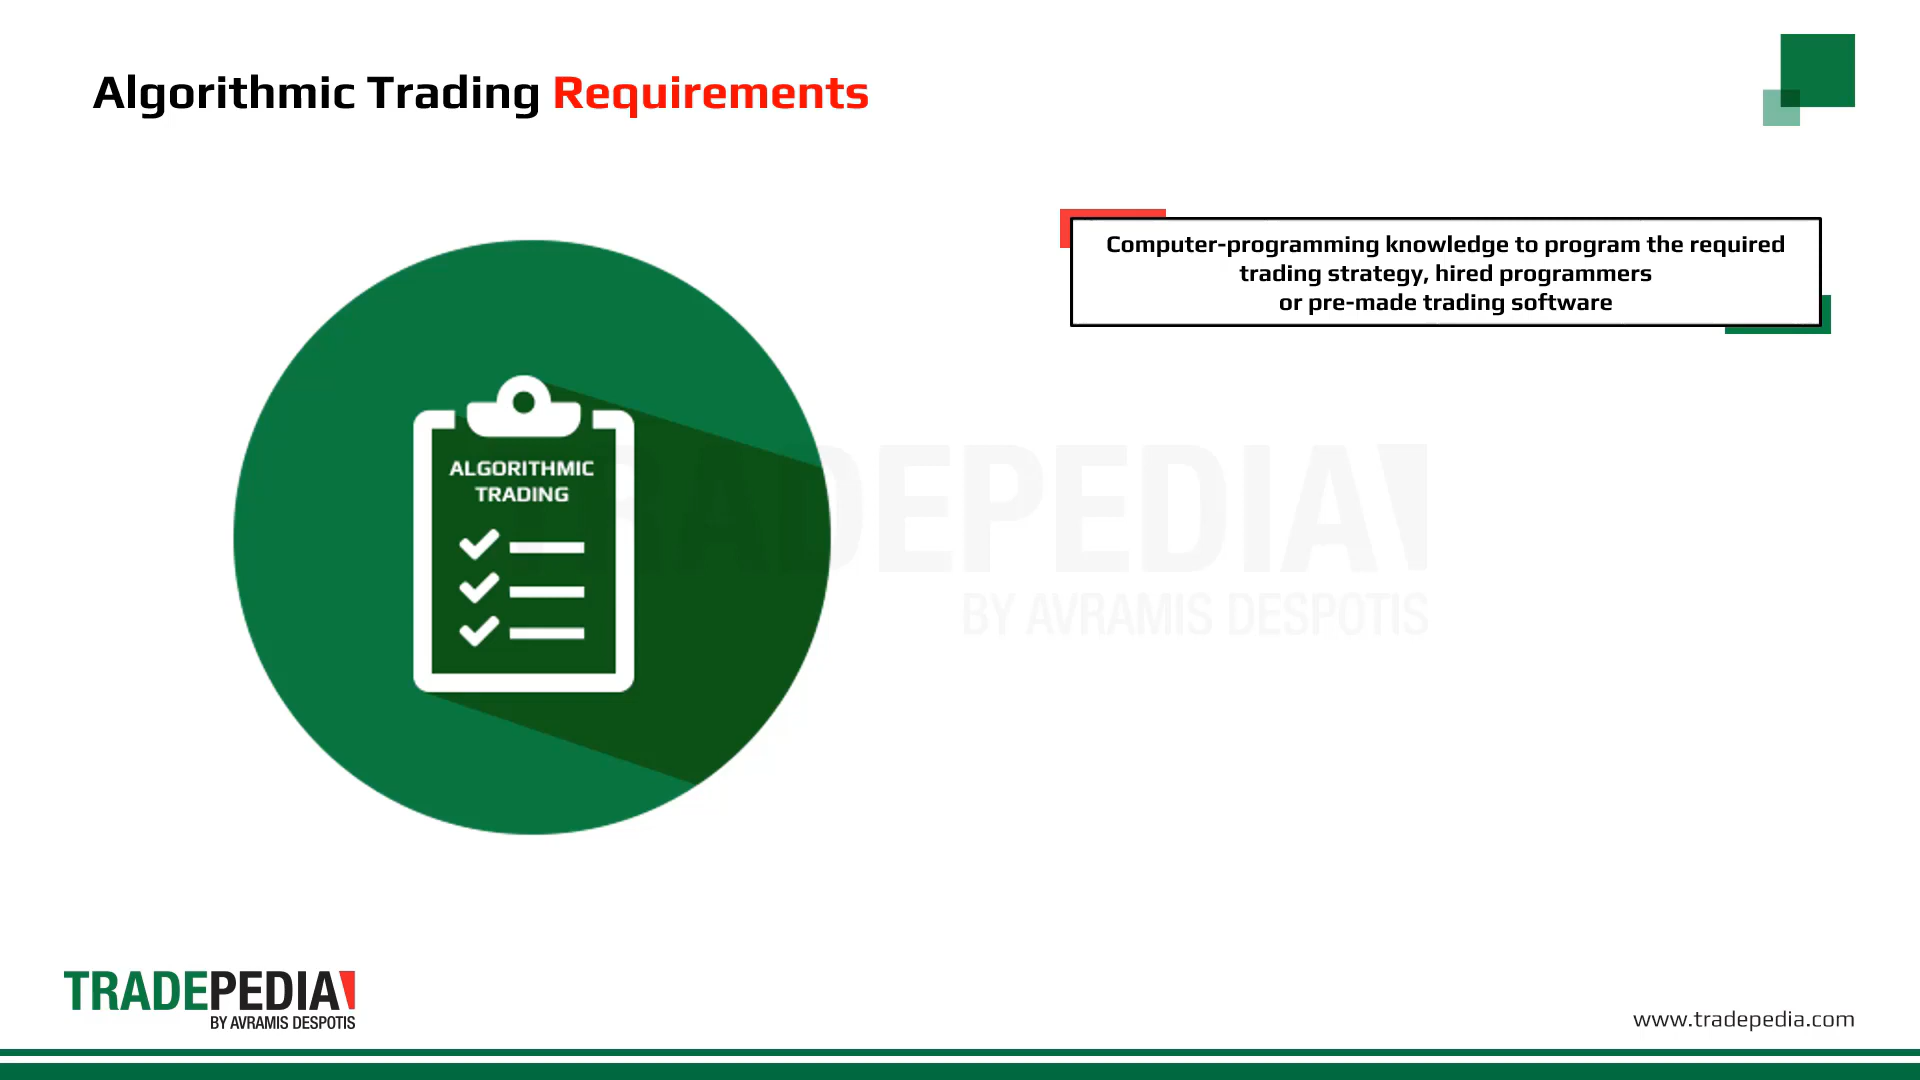 Algorithmic Trading Requirements
Computer-programming knowledge to program the required
trading strategy, hired programmers
or pre-made trading software
ALGORITHMIC
TRADING
TRADEPEDIA
BY AVRAMIS DESPOTIS
TRADEPEDIA
BY AVRAMIS DESPOTIS
www.tradepedia.com